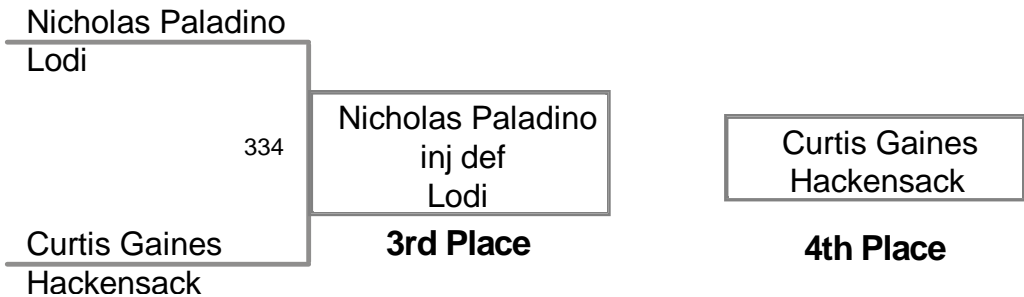 Nicholas Paladino
Lodi
334
Curtis Gaines
Hackensack
Nicholas Paladino
inj def
Lodi
3rd Place
Curtis Gaines
Hackensack
4th Place